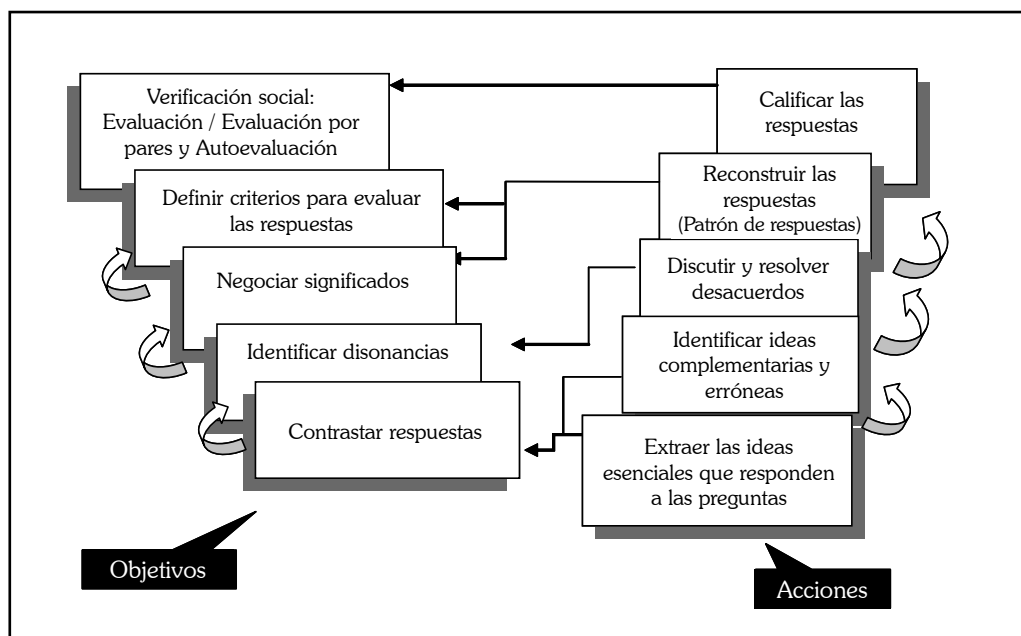 Verificación social:
Evaluación / Evaluación por
pares y Autoevaluación
Definir criterios para evaluar
las respuestas
Negociar significados
Identificar disonancias
Contrastar respuestas
Objetivos
Calificar las
respuestas
Reconstruir las
respuestas
(Patrón de respuestas)
Discutir y resolver
desacuerdos
Identificar ideas
complementarias y
erróneas
Extraer las ideas
esenciales que responden
a las preguntas
Acciones